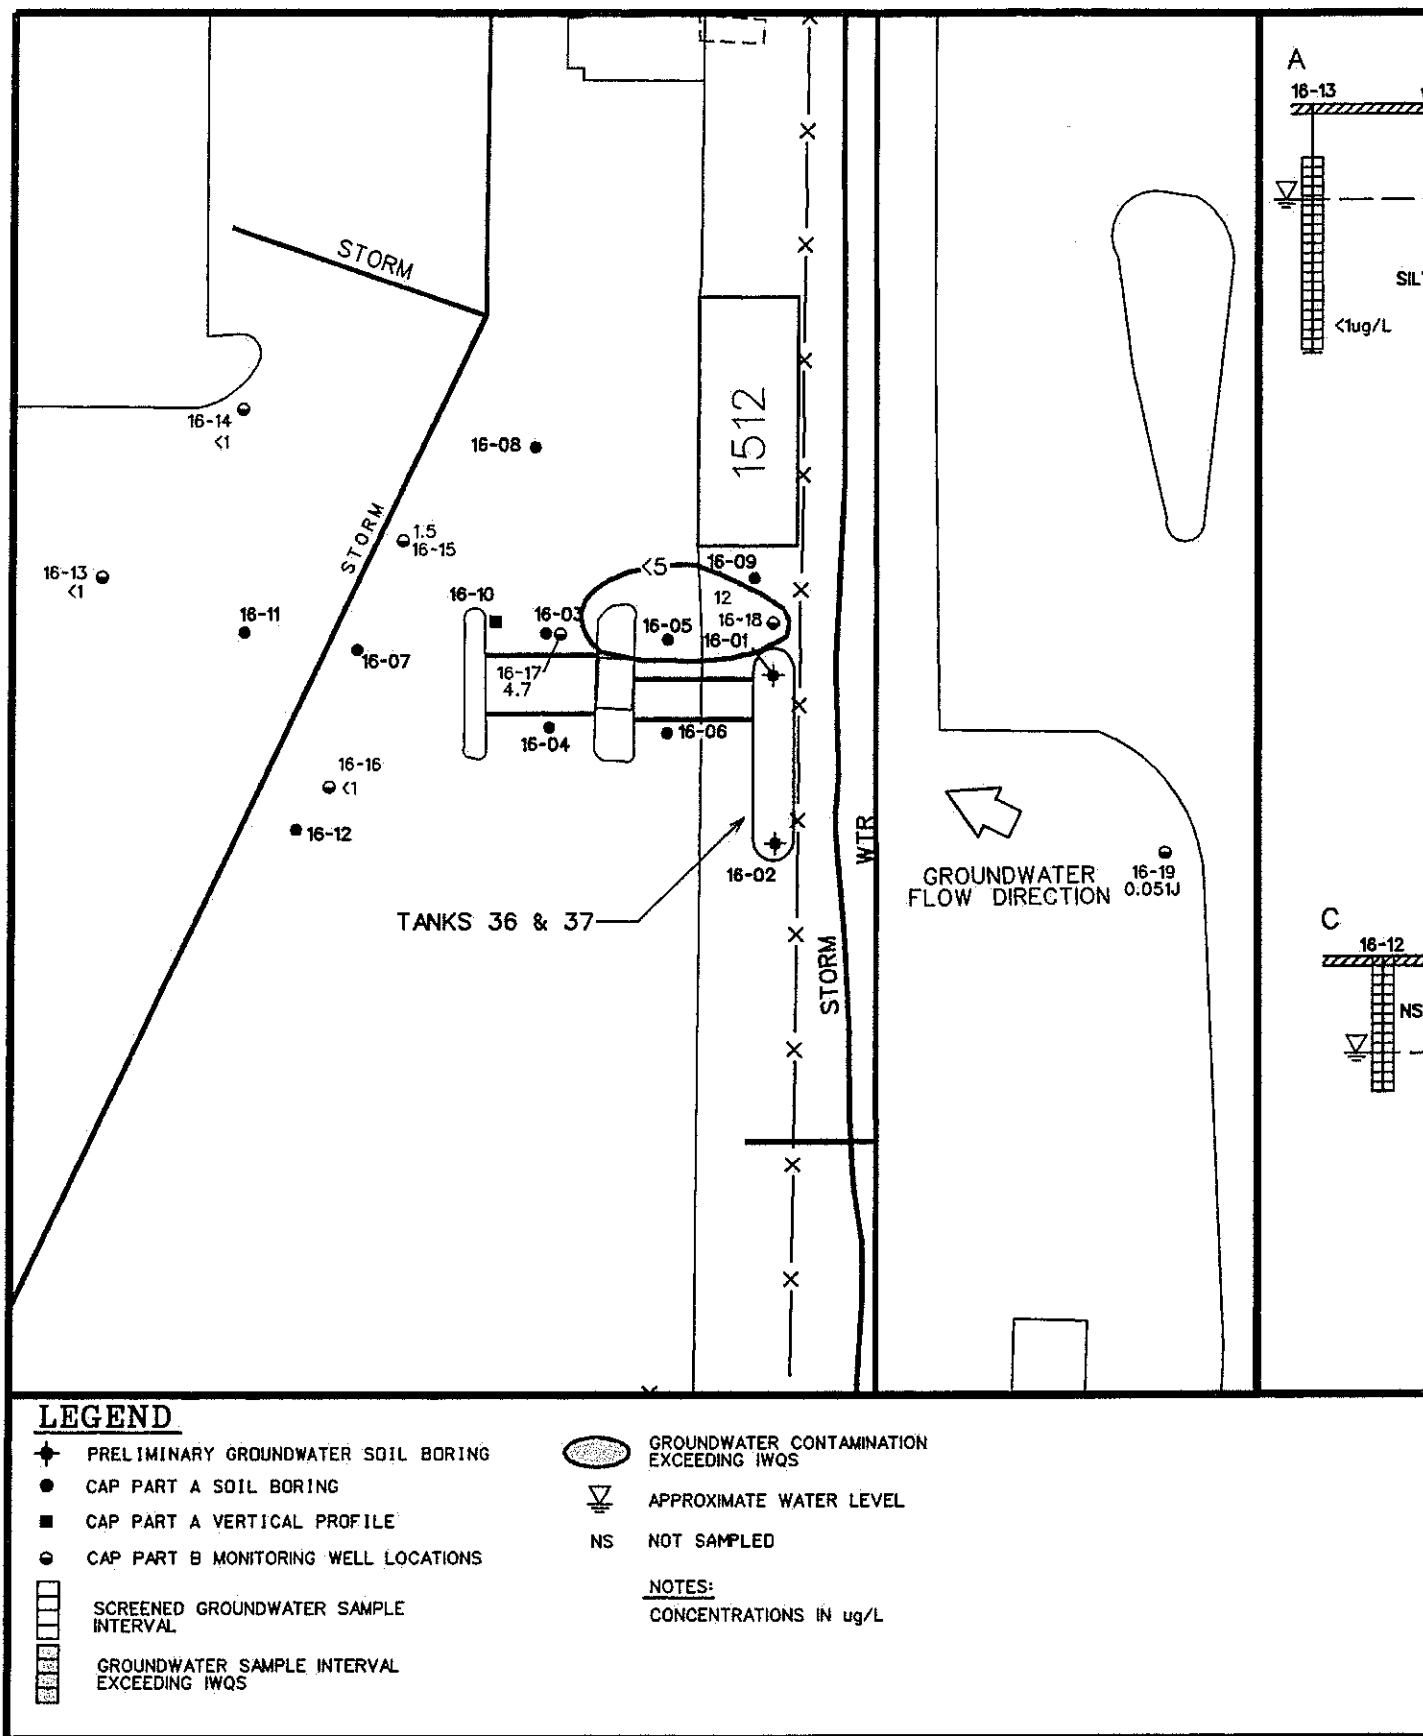 A
16-13
STORM
SIL
<1ug/L
1512
16-14
<1
16-08
STORM
1.5
16-15
<5
16-09
16-13
<1
16-10
12
16-11
16-03
16-18
16-05
16-01
16-07
16-17
4.7
16-04
16-06
16-16
<1
16-12
WTR
16-02
GROUNDWATER
FLOW DIRECTION
16-19
0.051J
TANKS 36 & 37
C
STORM
16-12
NS
LEGEND
PRELIMINARY GROUNDWATER SOIL BORING
CAP PART A SOIL BORING
CAP PART A VERTICAL PROFILE
CAP PART B MONITORING WELL LOCATIONS
SCREENED GROUNDWATER SAMPLE
INTERVAL
GROUNDWATER SAMPLE INTERVAL
EXCEEDING IWQS
GROUNDWATER CONTAMINATION
EXCEEDING IWQS
APPROXIMATE WATER LEVEL
NS NOT SAMPLED
NOTES:
CONCENTRATIONS IN ug/L